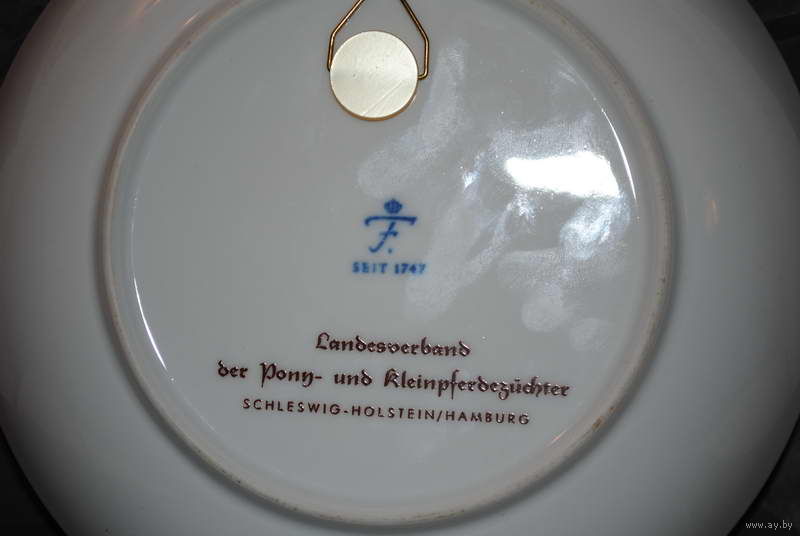 F.
SEIT 1747
Landesverband
der Pony- und Kleinpferdezüchter
SCHLESWIG-HOLSTEIN/HAMBURG
www.ay.by